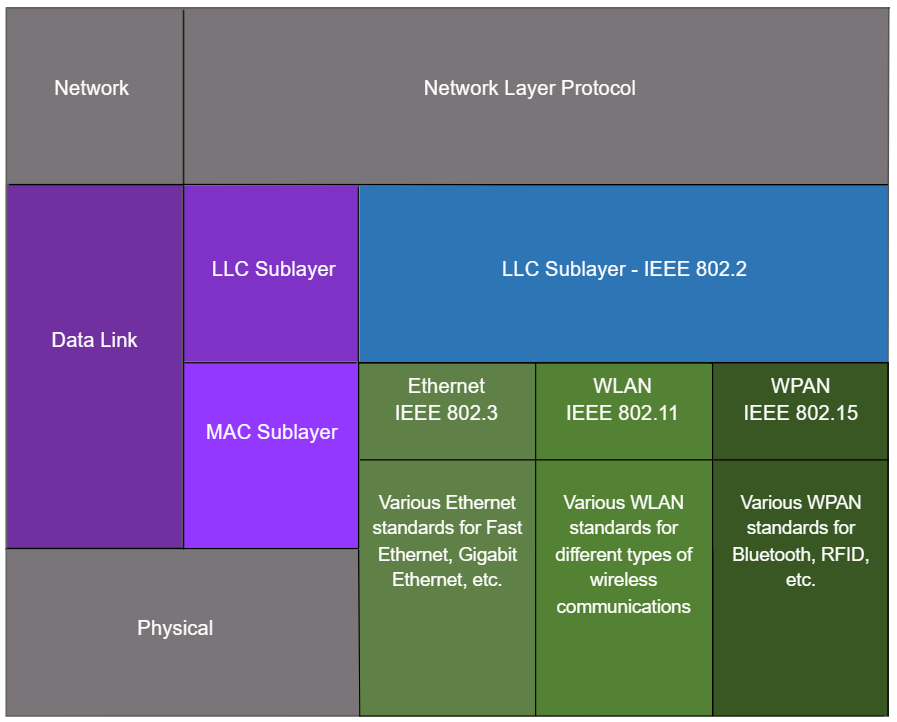 Network
Network Layer Protocol
Data Link
LLC Sublayer
LLC Sublayer - IEEE 802.2
MAC Sublayer
Ethernet
IEEE 802.3
WLAN
IEEE 802.11
WPAN
IEEE 802.15
Various Ethernet
standards for Fast
Ethernet, Gigabit
Ethernet, etc.
Various WLAN
standards for
different types of
wireless
communications
Various WPAN
standards for
Bluetooth, RFID,
etc.
Physical